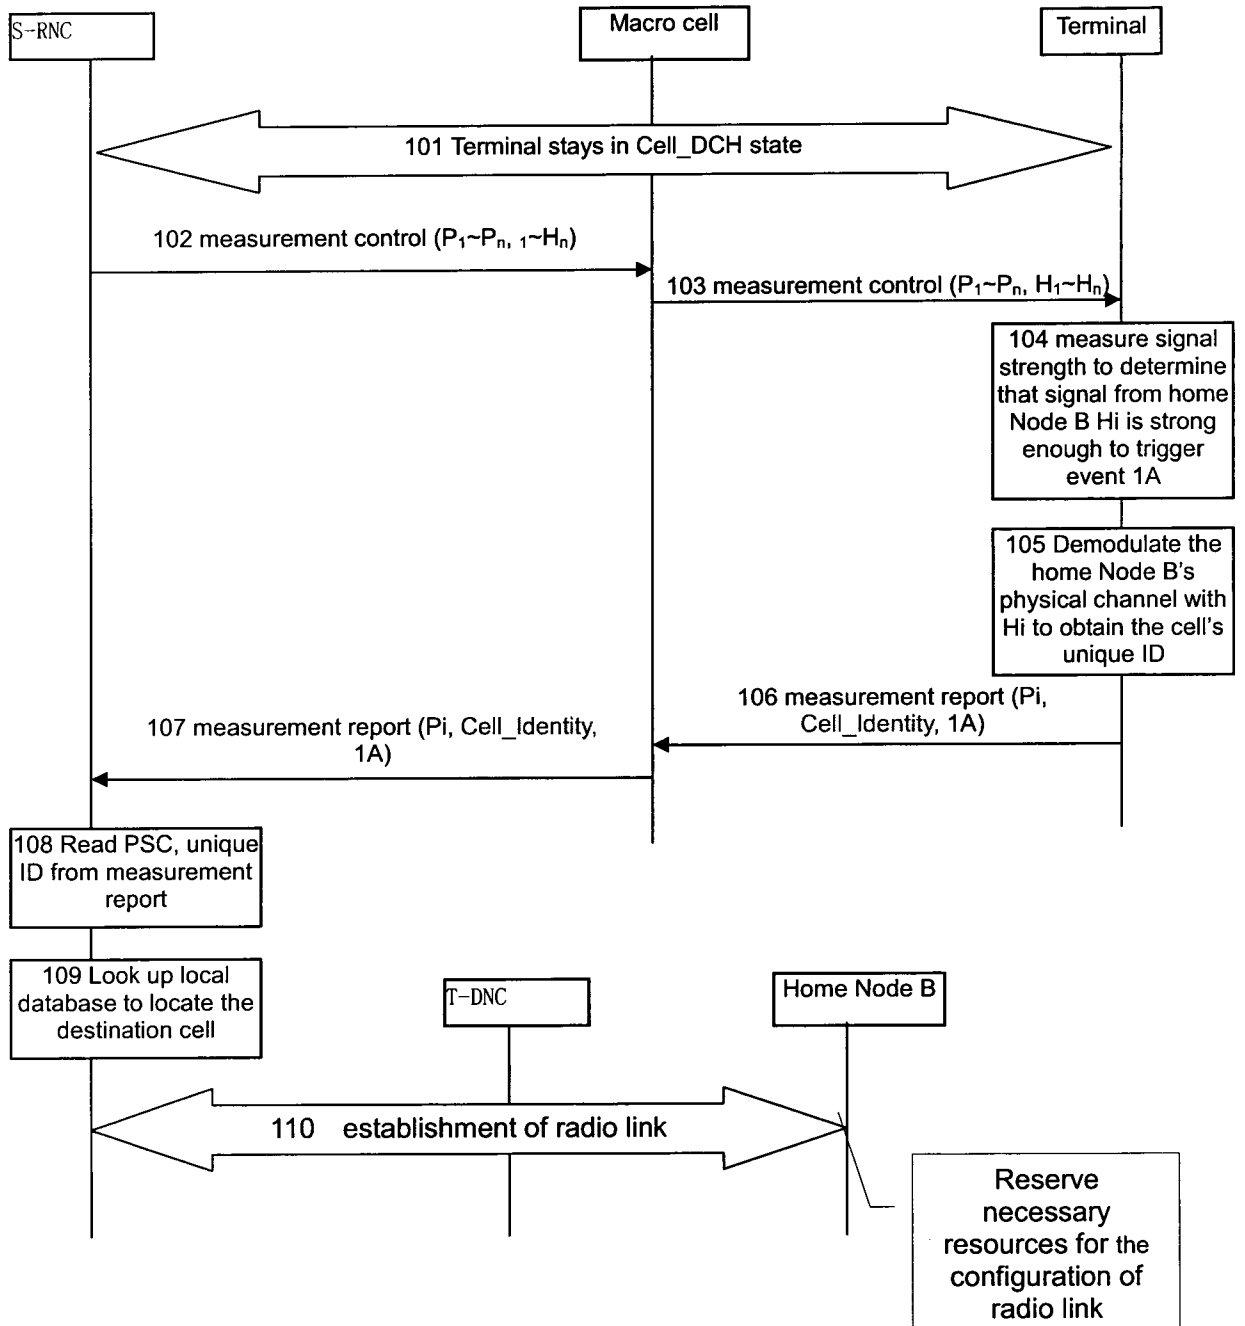 S-RNC
Macro cell
Terminal
101 Terminal stays in Cell_DCH state
102 measurement control (P1~Pn, 1~Hn)
103 measurement control (P1~Pn, H1~Hn)
104 measure signal
strength to determine
that signal from home
Node B Hi is strong
enough to trigger
event 1A
105 Demodulate the
home Node B's
physical channel with
Hi to obtain the cell's
unique ID
106 measurement report (Pi,
Cell_Identity, 1A)
107 measurement report (Pi, Cell_Identity,
1A)
108 Read PSC, unique
ID from measurement
report
109 Look up local
database to locate the
destination cell
T-DNC
Home Node B
110 establishment of radio link
Reserve
necessary
resources for the
configuration of
radio link